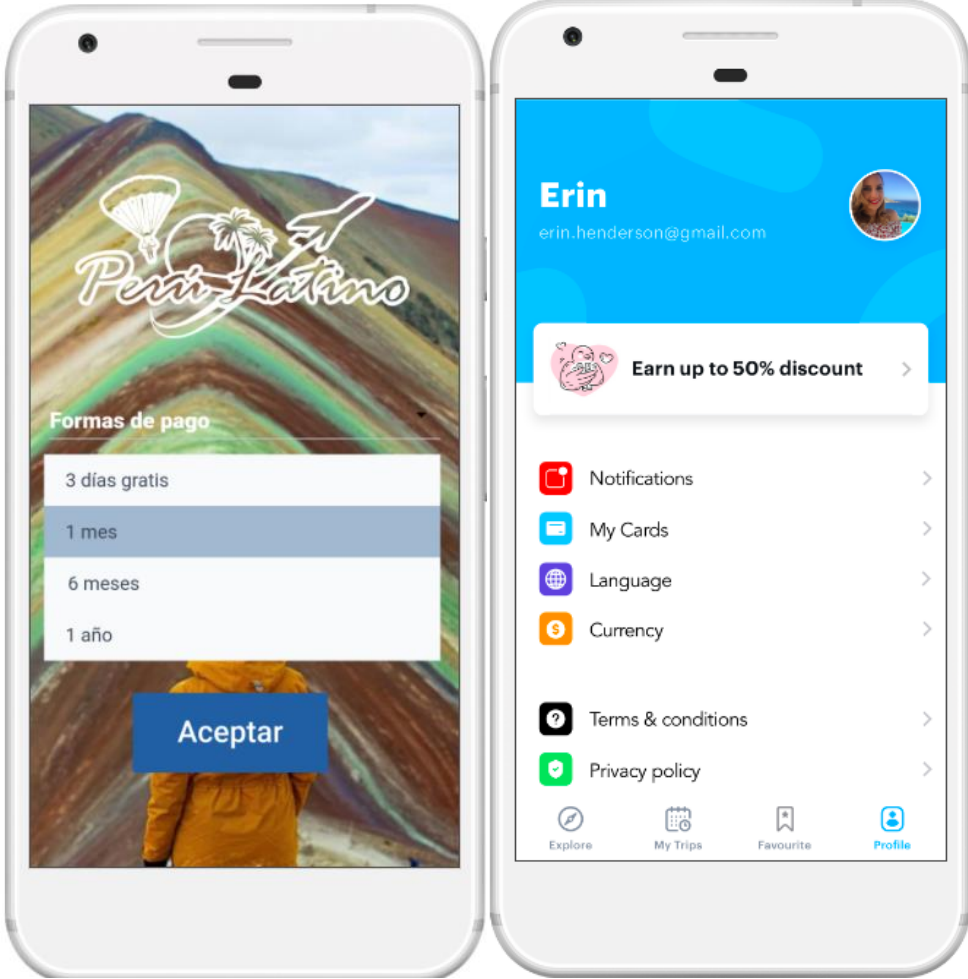 Perú Latino
Formas de pago
3 días gratis
1 mes
6 meses
1 año
Aceptar
Erin
erin.henderson@gmail.com
Earn up to 50% discount
Notifications
My Cards
Language
Currency
Terms & conditions
Privacy policy
Explore
My Trips
Favourite
Profile